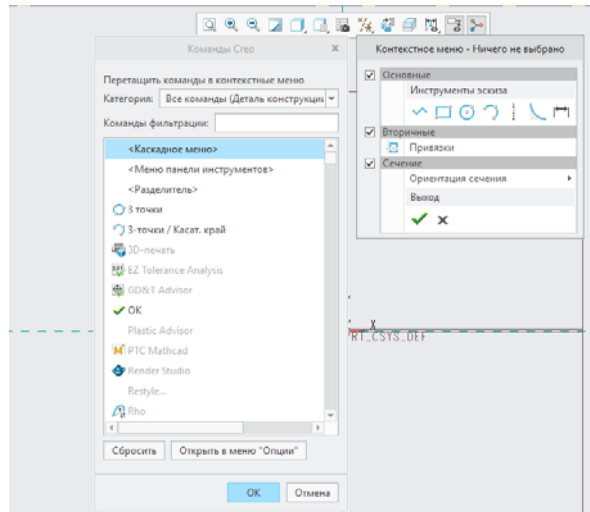 Команды Creo
Перетащить команды в контекстные меню
Категория: Все команды (Деталь конструкции
Команды фильтрации:
<Каскадное меню>
<Меню панели инструментов>
<Разделитель>
3 точки
3-точки / Касат. край
3D-печать
EZ Tolerance Analysis
GD&T Advisor
ОК
Plastic Advisor
PTC Mathcad
Render Studio
Restyle...
Rho
Сбросить
Открыть в меню "Опции"
ОК
Отмена
Контекстное меню - Ничего не выбрано
Основные
Инструменты эскиза
Вторичные
Привязки
Сечение
Ориентация сечения
Выход
X
RT_CSYS_DEF